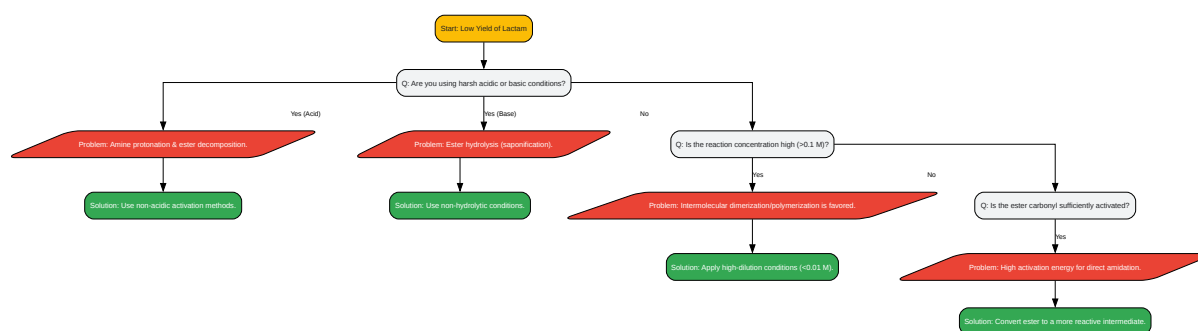 Start: Low Yield of Lactam
Q: Are you using harsh acidic or basic conditions?
Yes (Acid)
Yes (Base)
No
Problem: Amine protonation & ester decomposition.
Problem: Ester hydrolysis (saponification).
Q: Is the reaction concentration high (>0.1 M)?
Yes
No
Solution: Use non-acidic activation methods.
Solution: Use non-hydrolytic conditions.
Problem: Intermolecular dimerization/polymerization is favored.
Q: Is the ester carbonyl sufficiently activated?
Yes
Solution: Apply high-dilution conditions (<0.01 M).
Problem: High activation energy for direct amidation.
Solution: Convert ester to a more reactive intermediate.